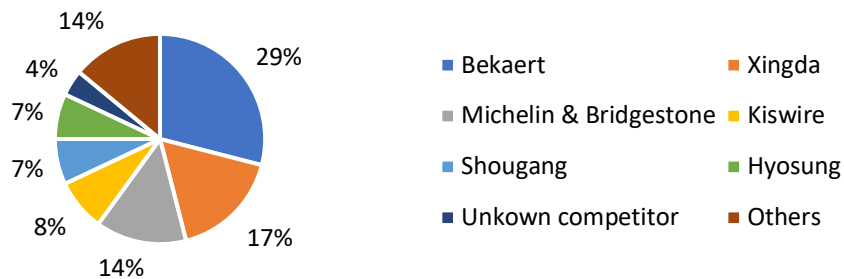 14%
29%
4%
7%
7%
8%
14%
17%
Bekaert
Xingda
Michelin & Bridgestone
Kiswire
Shougang
Hyosung
Unkown competitor
Others